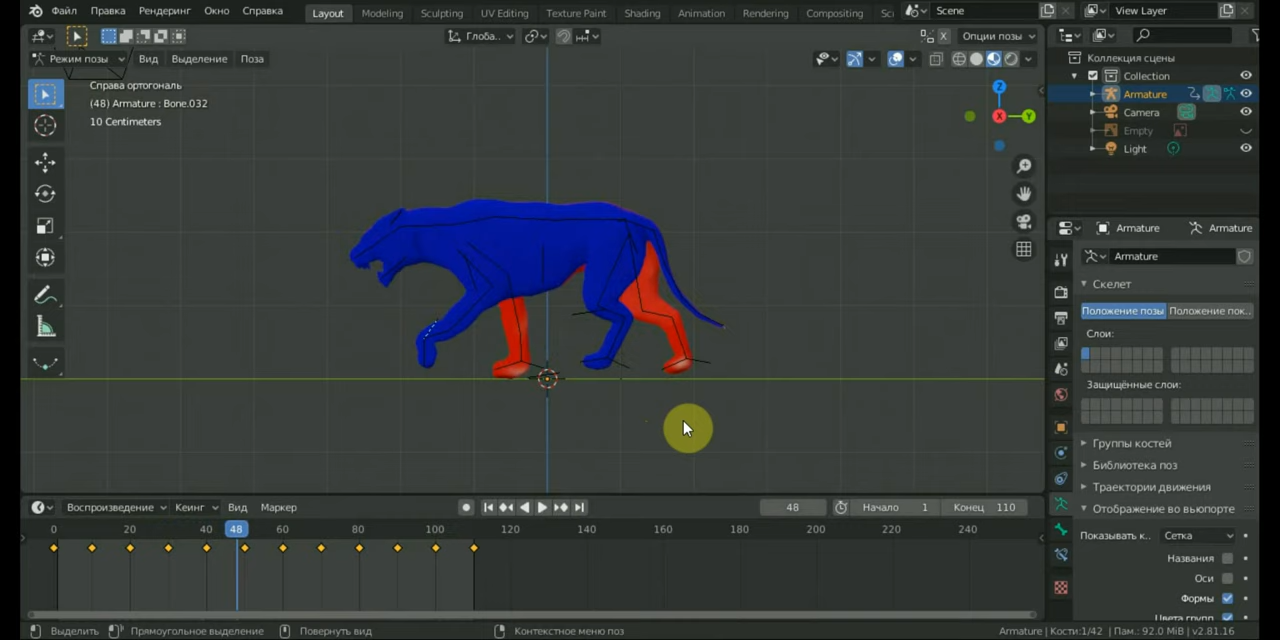 Файл Правка Рендеринг Окно Справка Layout Modeling Sculpting UV Editing Texture Paint Shading Animation Rendering Compositing Sc Scene View Layer
Глоба.. Опции позы
Режим позы Вид Выделение Поза
Справа ортогональ
(48) Armature : Bone.032
10 Centimeters
Z
X
Y
Коллекция сцены
Collection
Armature
Camera
Empty
Light
Armature Armature
Armature
Скелет
Положение позы Положение пок..
Слои:
Защищённые слои:
Группы костей
Библиотека поз
Траектории движения
Отображение во вьюпорте
Показывать к.. Сетка
Названия
Оси
Формы
Цвета групп
Воспроизведение Кеинг Вид Маркер 48 Начало 1 Конец 110
0 20 40 48 60 80 100 120 140 160 180 200 220 240
Выделить Прямоугольное выделение Повернуть вид Контекстное меню поз Armature | Кости:1/42 | Пам.: 92.0 MiB | v2.81.16